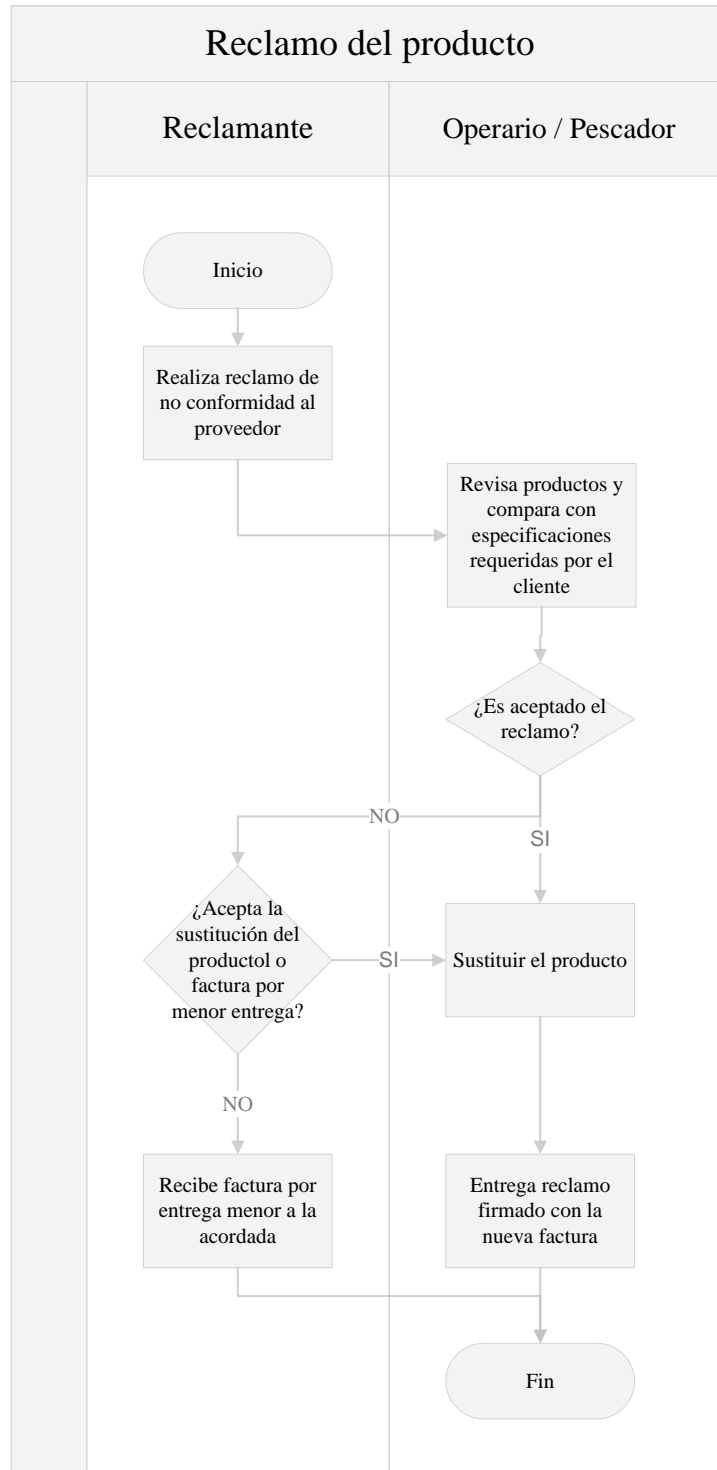 Reclamo del producto
Reclamante
Operario / Pescador
Inicio
Realiza reclamo de
no conformidad al
proveedor
Revisa productos y
compara con
especificaciones
requeridas por el
cliente
¿Es aceptado el
reclamo?
NO
SI
¿Acepta la
sustitución del
productol o
factura por
menor entrega?
SI
Sustituir el producto
NO
Recibe factura por
entrega menor a la
acordada
Entrega reclamo
firmado con la
nueva factura
Fin